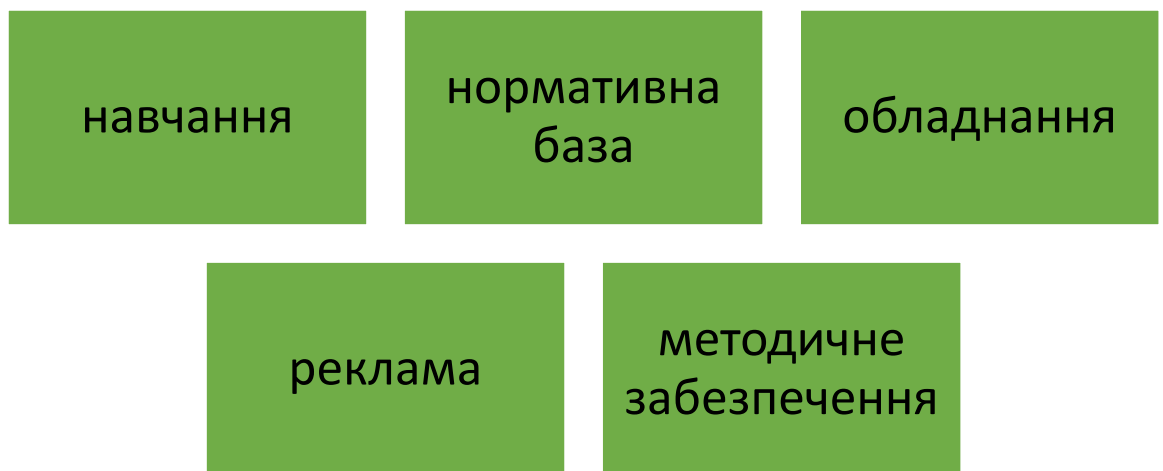 навчання
нормативна
база
обладнання
реклама
методичне
забезпечення